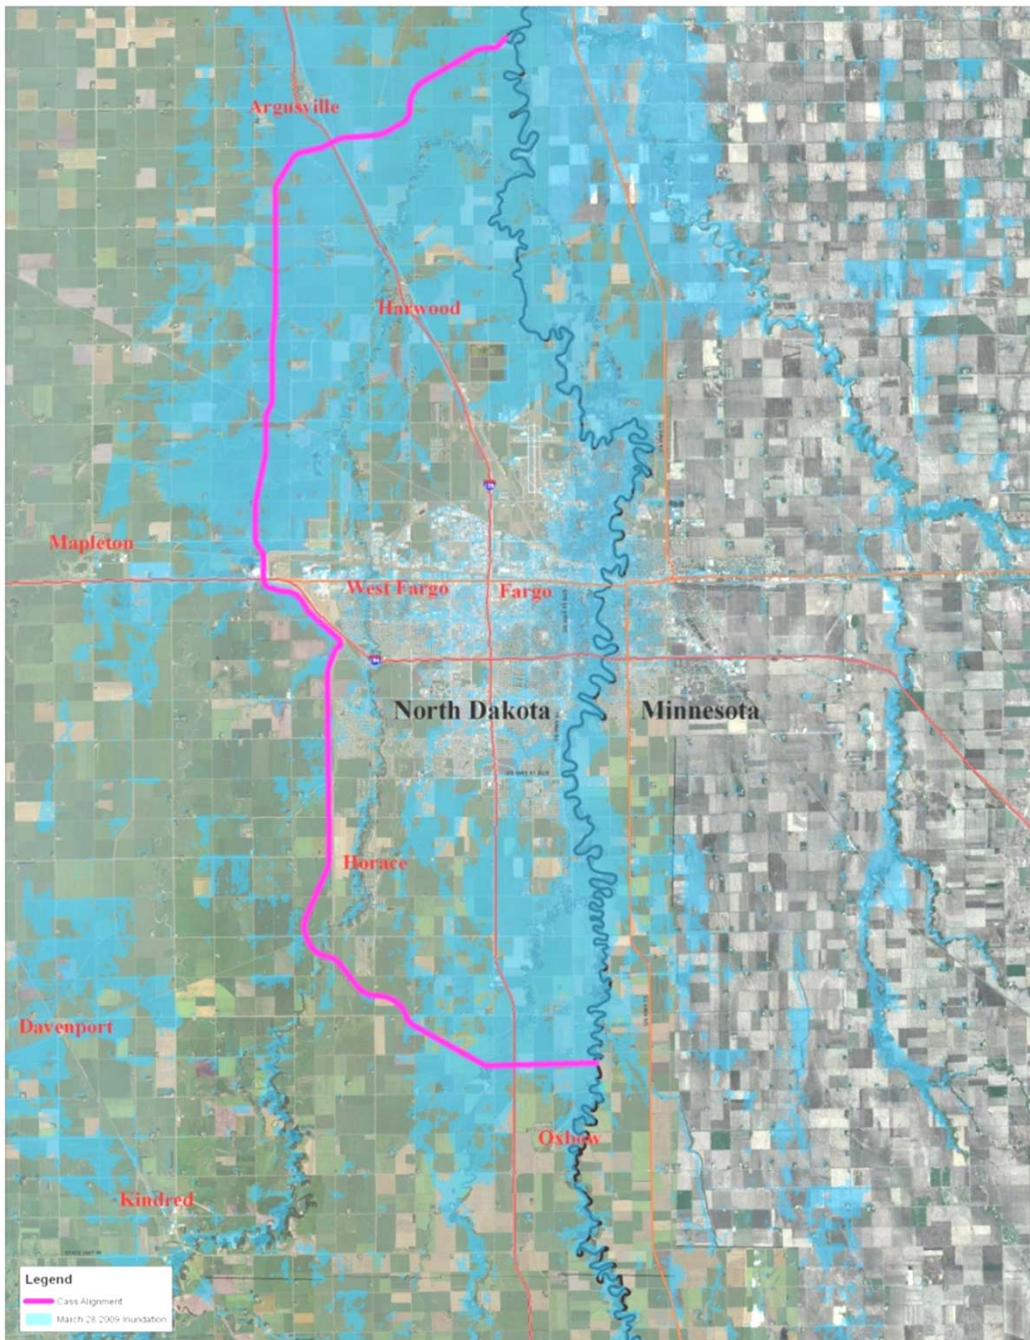 Argusville
Harwood
Mapleton
West Fargo
Fargo
North Dakota
Minnesota
Horace
Davenport
Oxbow
Kindred
Legend
Cass Alignment
March 28 2009 Inundation